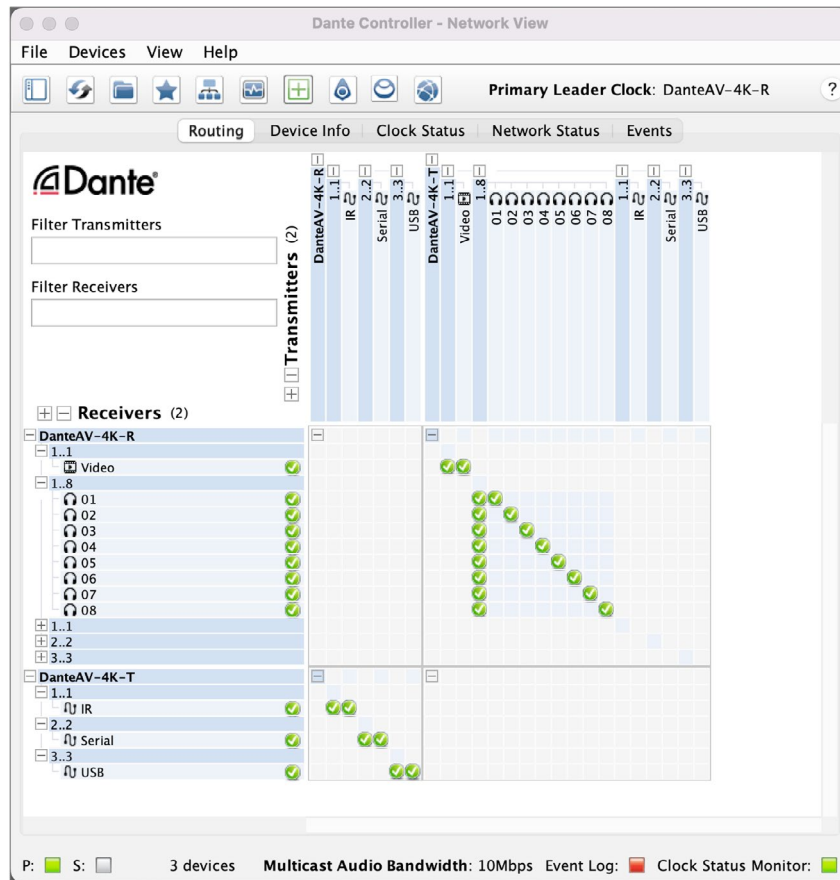 Dante Controller - Network View
File Devices View Help
Primary Leader Clock: DanteAV-4K-R ?
Routing Device Info Clock Status Network Status Events
Dante
Filter Transmitters
Filter Receivers
Transmitters (2)
DanteAV-4K-R
1..1
IR
2..2
Serial
3..3
USB
DanteAV-4K-T
1..1
Video
1..8
01
02
03
04
05
06
07
08
1..1
IR
2..2
Serial
3..3
USB
Receivers (2)
DanteAV-4K-R
1..1
Video
1..8
01
02
03
04
05
06
07
08
1..1
2..2
3..3
DanteAV-4K-T
1..1
IR
2..2
Serial
3..3
USB
P: S: 3 devices Multicast Audio Bandwidth: 10Mbps Event Log: Clock Status Monitor: